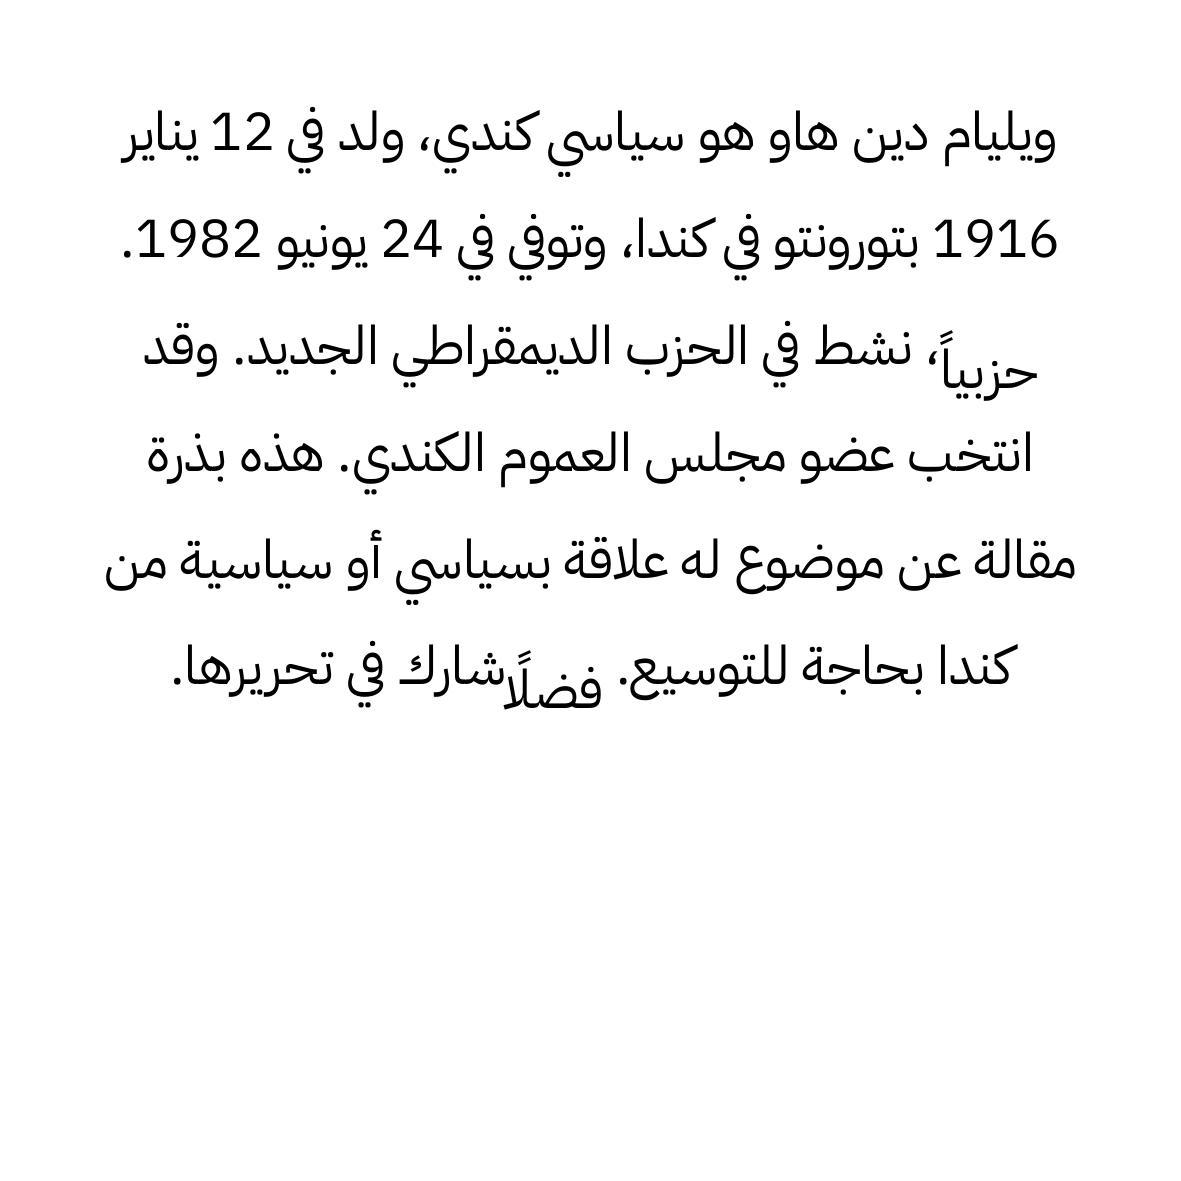 ويليام دين هاو هو سياسي كندي، ولد في 12 يناير
1916 بتورونتو في كندا، وتوفي في 24 يونيو 1982.
حزبياً، نشط في الحزب الديمقراطي الجديد. وقد
انتخب عضو مجلس العموم الكندي. هذه بذرة
مقالة عن موضوع له علاقة بسياسي أو سياسية من
كندا بحاجة للتوسيع. فضلًا شارك في تحريرها.